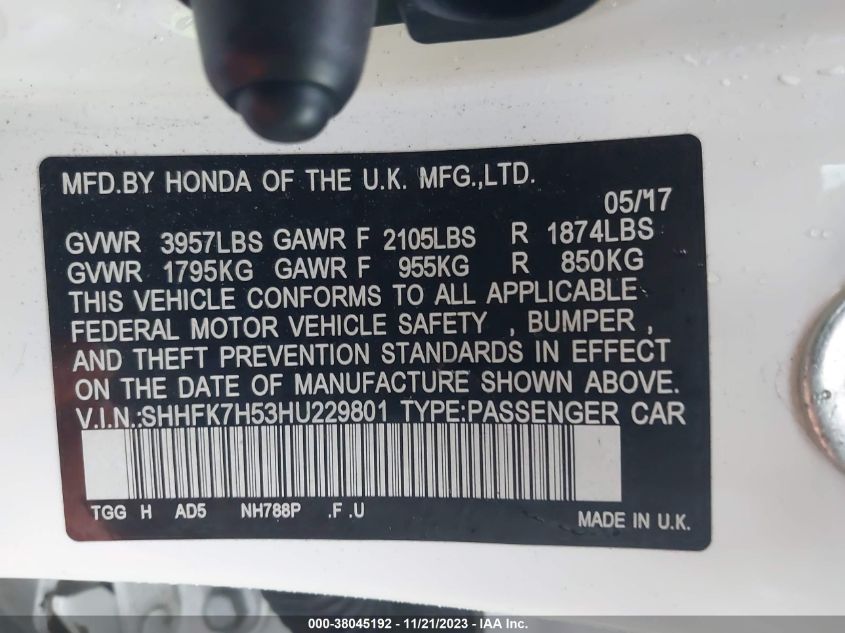 MFD.BY HONDA OF THE U.K. MFG.,LTD.
05/'17
GVWR 3957LBS GAWR F 2105LBS R 1874LBS
GVWR 1795KG GAWR F 955KG R 850KG
THIS VEHICLE CONFORMS TO ALL APPLICABLE
FEDERAL MOTOR VEHICLE SAFETY , BUMPER ,
AND THEFT PREVENTION STANDARDS IN EFFECT
ON THE DATE OF MANUFACTURE SHOWN ABOVE.
V.I.N.:SHHFK7H53HU229801 TYPE:PASSENGER CAR
TGG H AD5 NH788P .F .U
MADE IN U.K.
000-38045192 - 11/21/2023 - IAA Inc.